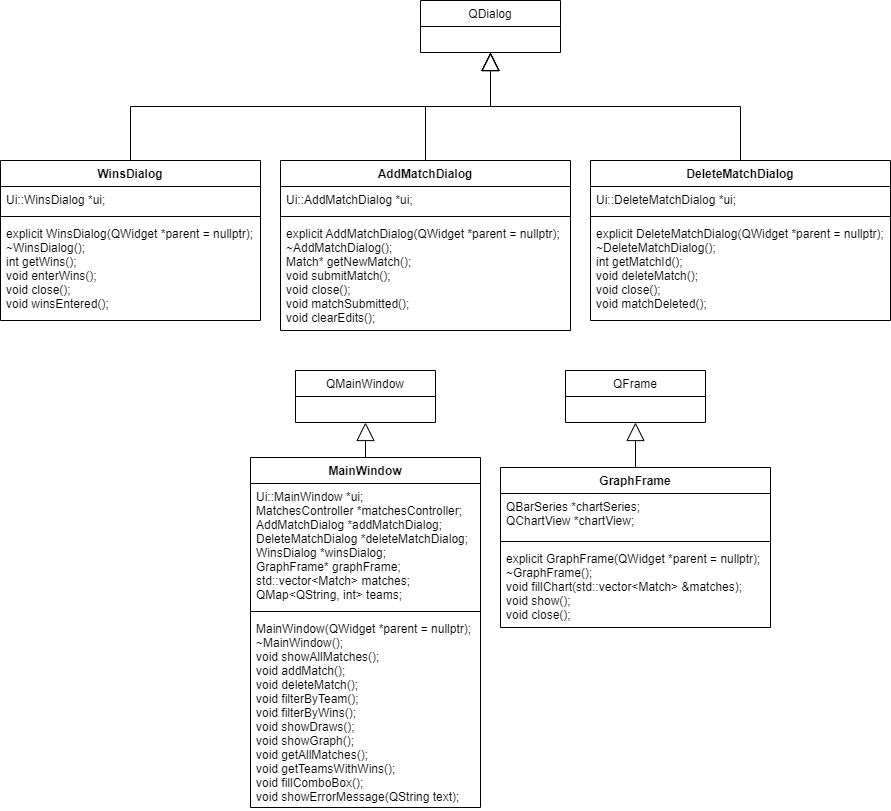 QDialog
WinsDialog
Ui::WinsDialog *ui;
explicit WinsDialog(QWidget *parent = nullptr);
~WinsDialog();
int getWins();
void enterWins();
void close();
void winsEntered();
AddMatchDialog
Ui::AddMatchDialog *ui;
explicit AddMatchDialog(QWidget *parent = nullptr);
~AddMatchDialog();
Match* getNewMatch();
void submitMatch();
void close();
void matchSubmitted();
void clearEdits();
DeleteMatchDialog
Ui::DeleteMatchDialog *ui;
explicit DeleteMatchDialog(QWidget *parent = nullptr);
~DeleteMatchDialog();
int getMatchId();
void deleteMatch();
void close();
void matchDeleted();
QMainWindow
MainWindow
Ui::MainWindow *ui;
MatchesController *matchesController;
AddMatchDialog *addMatchDialog;
DeleteMatchDialog *deleteMatchDialog;
WinsDialog *winsDialog;
GraphFrame* graphFrame;
std::vector<Match> matches;
QMap<QString, int> teams;
MainWindow(QWidget *parent = nullptr);
~MainWindow();
void showAllMatches();
void addMatch();
void deleteMatch();
void filterByTeam();
void filterByWins();
void showDraws();
void showGraph();
void getAllMatches();
void getTeamsWithWins();
void fillComboBox();
void showErrorMessage(QString text);
QFrame
GraphFrame
QBarSeries *chartSeries;
QChartView *chartView;
explicit GraphFrame(QWidget *parent = nullptr);
~GraphFrame();
void fillChart(std::vector<Match> &matches);
void show();
void close();